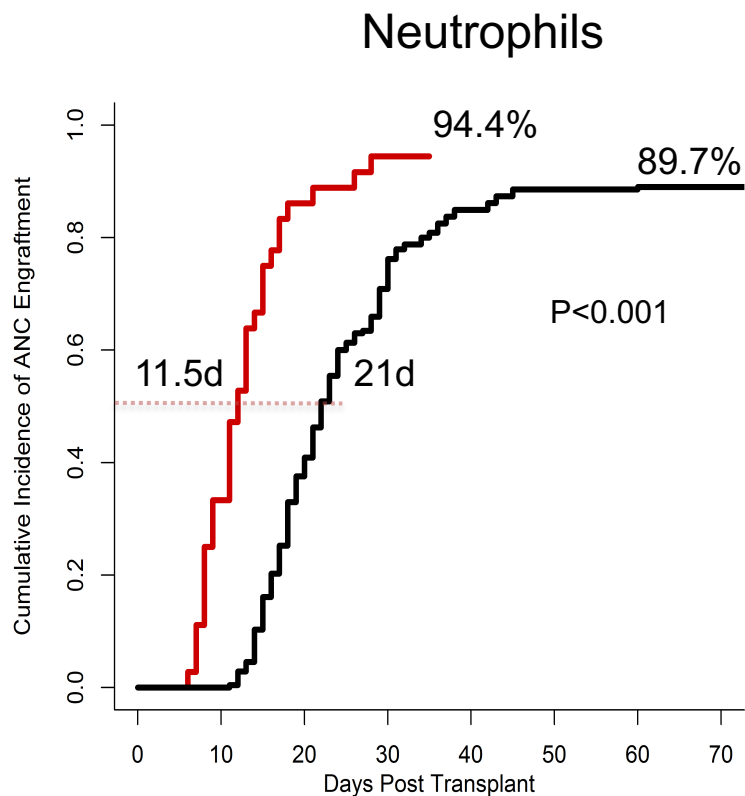 Neutrophils
94.4%
89.7%
P<0.001
11.5d
21d
Cumulative Incidence of ANC Engraftment
1.0
0.8
0.6
0.4
0.2
0.0
0 10 20 30 40 50 60 70
Days Post Transplant